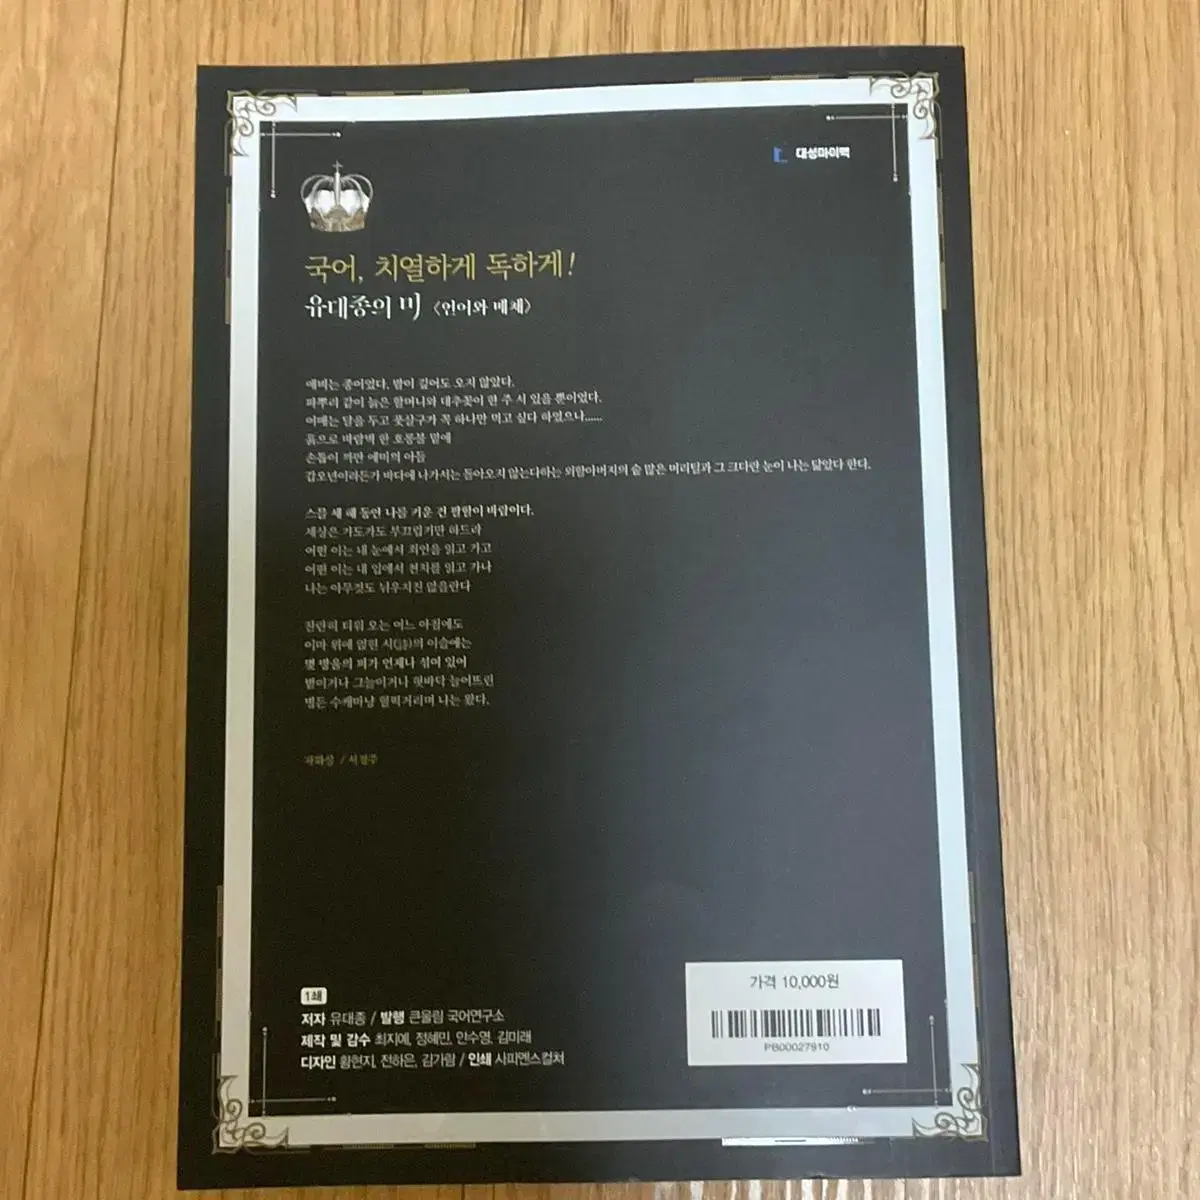 대성마이맥
국어, 치열하게 독하게!
유대종의 미 <언어와 매체>
애비는 종이었다. 밤이 깊어도 오지 않았다.
파뿌리 같이 늙은 할머니와 대추꽃이 한 주 서 있을 뿐이었다.
어매는 달을 두고 풋살구가 꼭 하나만 먹고 싶다 하였으나......
흙으로 바람벽 한 호롱불 밑에
손톱이 까만 에미의 아들
갑오년이라든가 바다에 나가서는 돌아오지 않는다하는 외할아버지의 숱 많은 머리털과 그 크다란 눈이 나는 닮았다 한다.
스믈 세 해 동안 나를 키운 건 팔할이 바람이다.
세상은 가도가도 부끄럽기만 하드라
어떤 이는 내 눈에서 죄인을 읽고 가고
어떤 이는 내 입에서 천치를 읽고 가나
나는 아무것도 뉘우치진 않을란다
찬란히 티워 오는 어느 아침에도
이마 위에 얹힌 시(詩)의 이슬에는
몇 방울의 피가 언제나 섞여 있어
볕이거나 그늘이거나 혓바닥 늘어뜨린
병든 수캐마냥 헐떡거리며 나는 왔다.
자화상 / 서정주
1쇄
저자 유대종 / 발행 큰울림 국어연구소
제작 및 감수 최지예, 정혜민, 안수영, 김미래
디자인 황현지, 전하은, 김가람 / 인쇄 사피엔스컬쳐
가격 10,000원
PB00027910